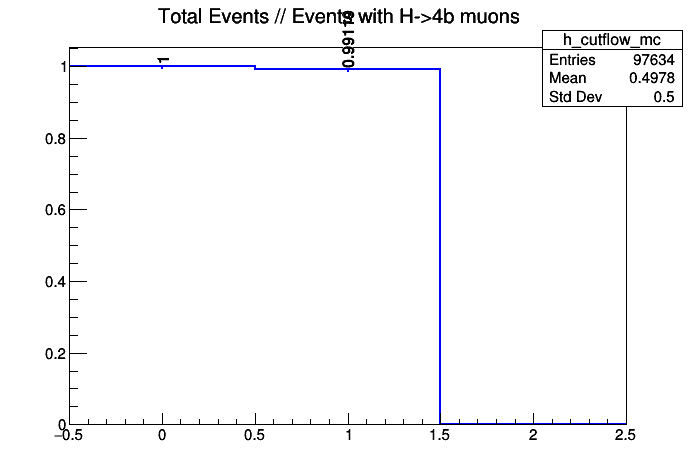 Total Events // Events with H->4b muons
h_cutflow_mc
Entries 97634
Mean 0.4978
Std Dev 0.5
1
1
0.8
0.6
0.4
0.2
0
−0.5 0 0.5 1 1.5 2 2.5